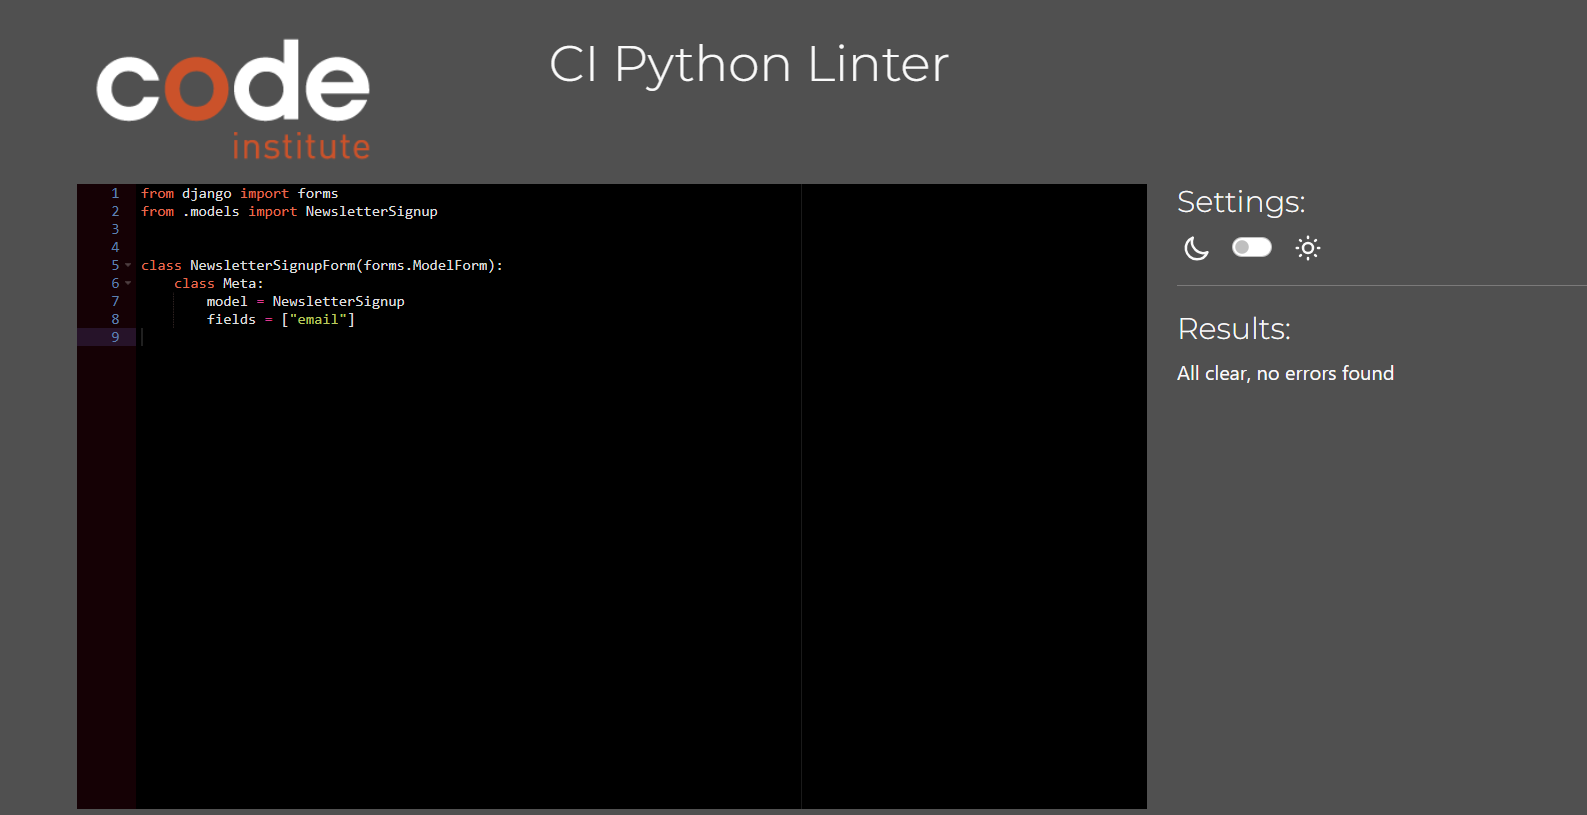 code
institute
CI Python Linter
1 from django import forms
2 from .models import NewsletterSignup
3
4
5 class NewsletterSignupForm(forms.ModelForm):
6     class Meta:
7         model = NewsletterSignup
8         fields = ["email"]
9
Settings:
Results:
All clear, no errors found